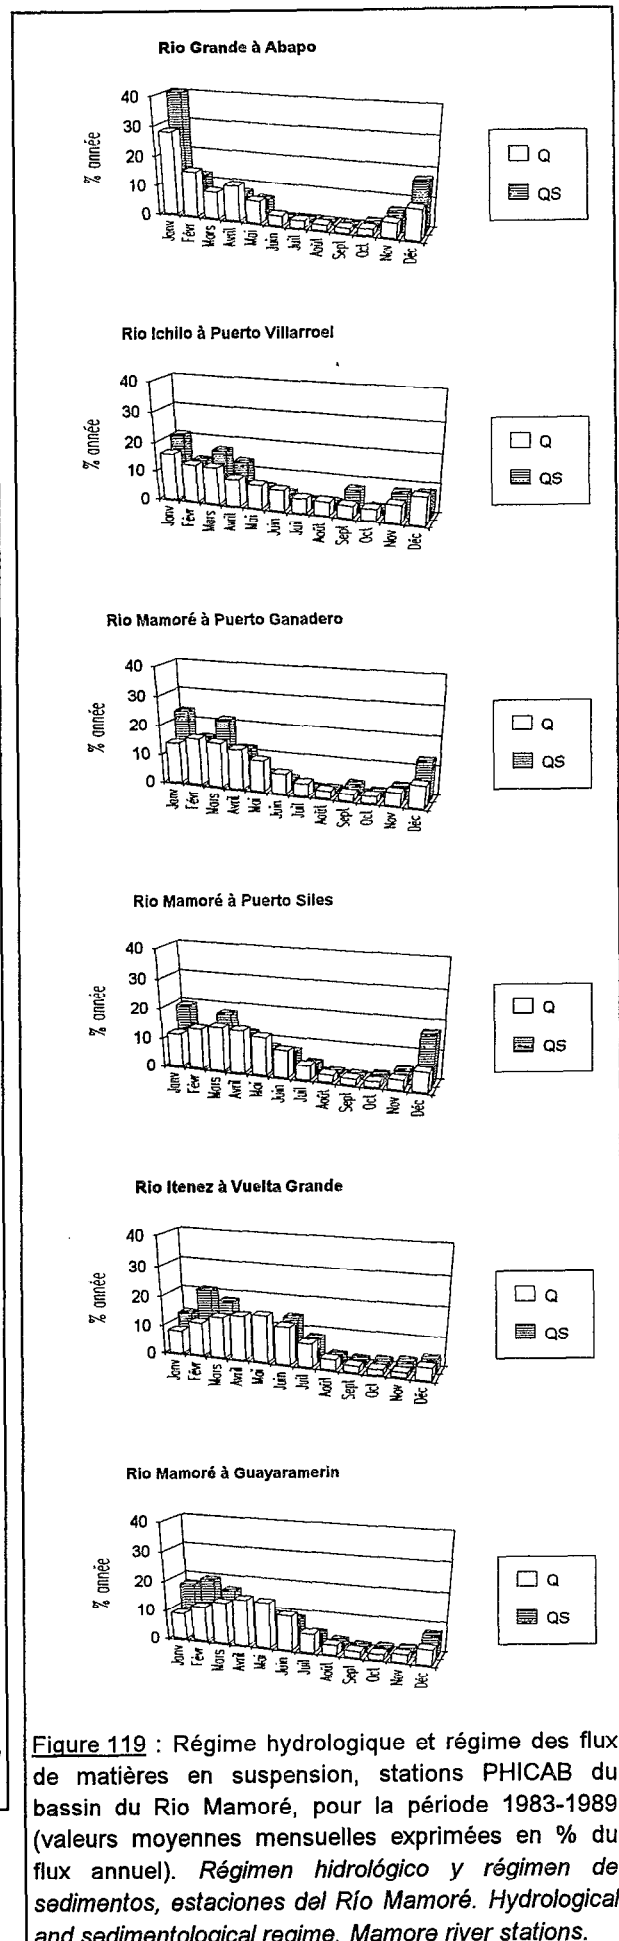 Rio Grande à Abapo
40
30
20
10
0
% année
Janv Févr Mars Avril Mai Juin Juil Août Sept Oct Nov Déc
Q
QS
Rio Ichilo à Puerto Villarroel
40
30
20
10
0
% année
Janv Févr Mars Avril Mai Juin Jui Août Sept Oct Nov Déc
Q
QS
Rio Mamoré à Puerto Ganadero
40
30
20
10
0
% année
Janv Févr Mars Avril Mai Juin Juil Août Sept Oct Nov Déc
Q
QS
Rio Mamoré à Puerto Siles
40
30
20
10
0
% année
Janv Févr Mars Avril Mai Juin Juil Août Sept Oct Nov Déc
Q
QS
Rio Itenez à Vuelta Grande
40
30
20
10
0
% année
Janv Févr Mars Avril Mai Juin Juil Août Sept Oct Nov Déc
Q
QS
Rio Mamoré à Guayaramerin
40
30
20
10
0
% année
Janv Févr Mars Avril Mai Juin Juil Août Sept Oct Nov Déc
Q
QS
Figure 119 : Régime hydrologique et régime des flux
de matières en suspension, stations PHICAB du
bassin du Rio Mamoré, pour la période 1983-1989
(valeurs moyennes mensuelles exprimées en % du
flux annuel). Régimen hidrológico y régimen de
sedimentos, estaciones del Río Mamoré. Hydrological
and sedimentological regime, Mamore river stations.